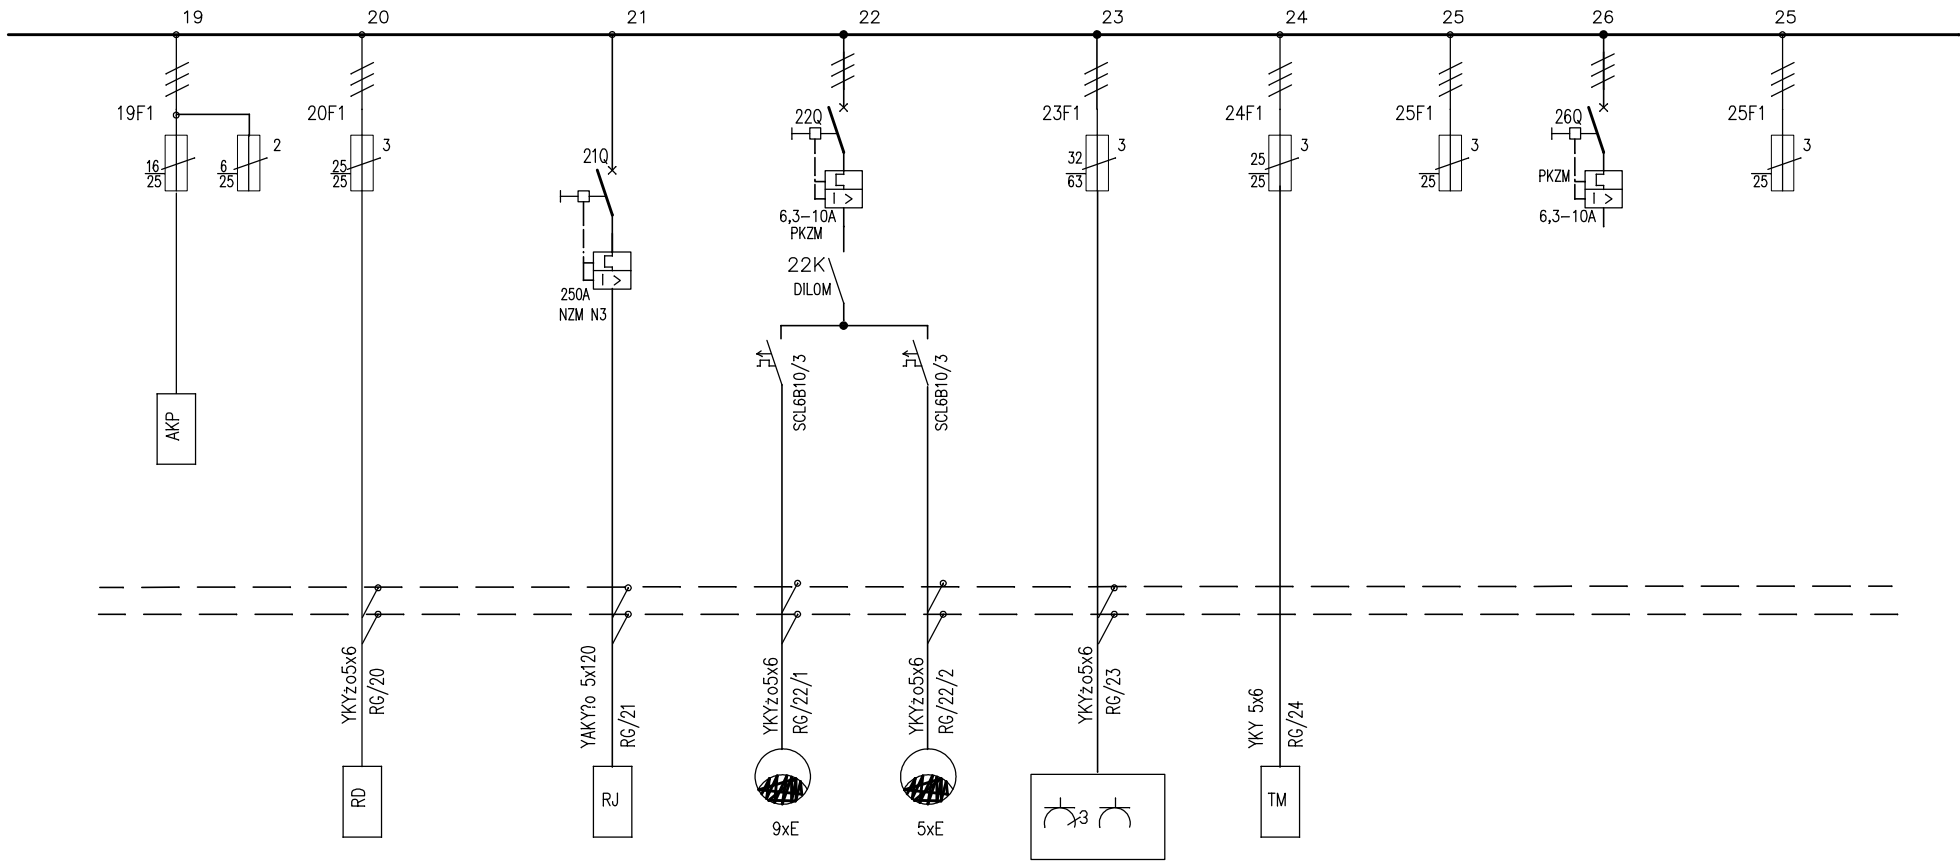 19 20 21 22 23 24 25 26 25
19F1 20F1 22Q 23F1 24F1 25F1 26Q 25F1
16
25
6
25
2
25
25
3
21Q
32
63
3
25
25
3
25
3
PKZM
25
3
6,3-10A
PKZM
6,3-10A
22K
DILOM
250A
NZM N3
SCL6B10/3
SCL6B10/3
AKP
YKYżo5x6
RG/20
YAKY?o 5x120
RG/21
YKYżo5x6
RG/22/1
YKYżo5x6
RG/22/2
YKYżo5x6
RG/23
YKY 5x6
RG/24
RD
RJ
9xE
5xE
3
TM
I >
I >
I >